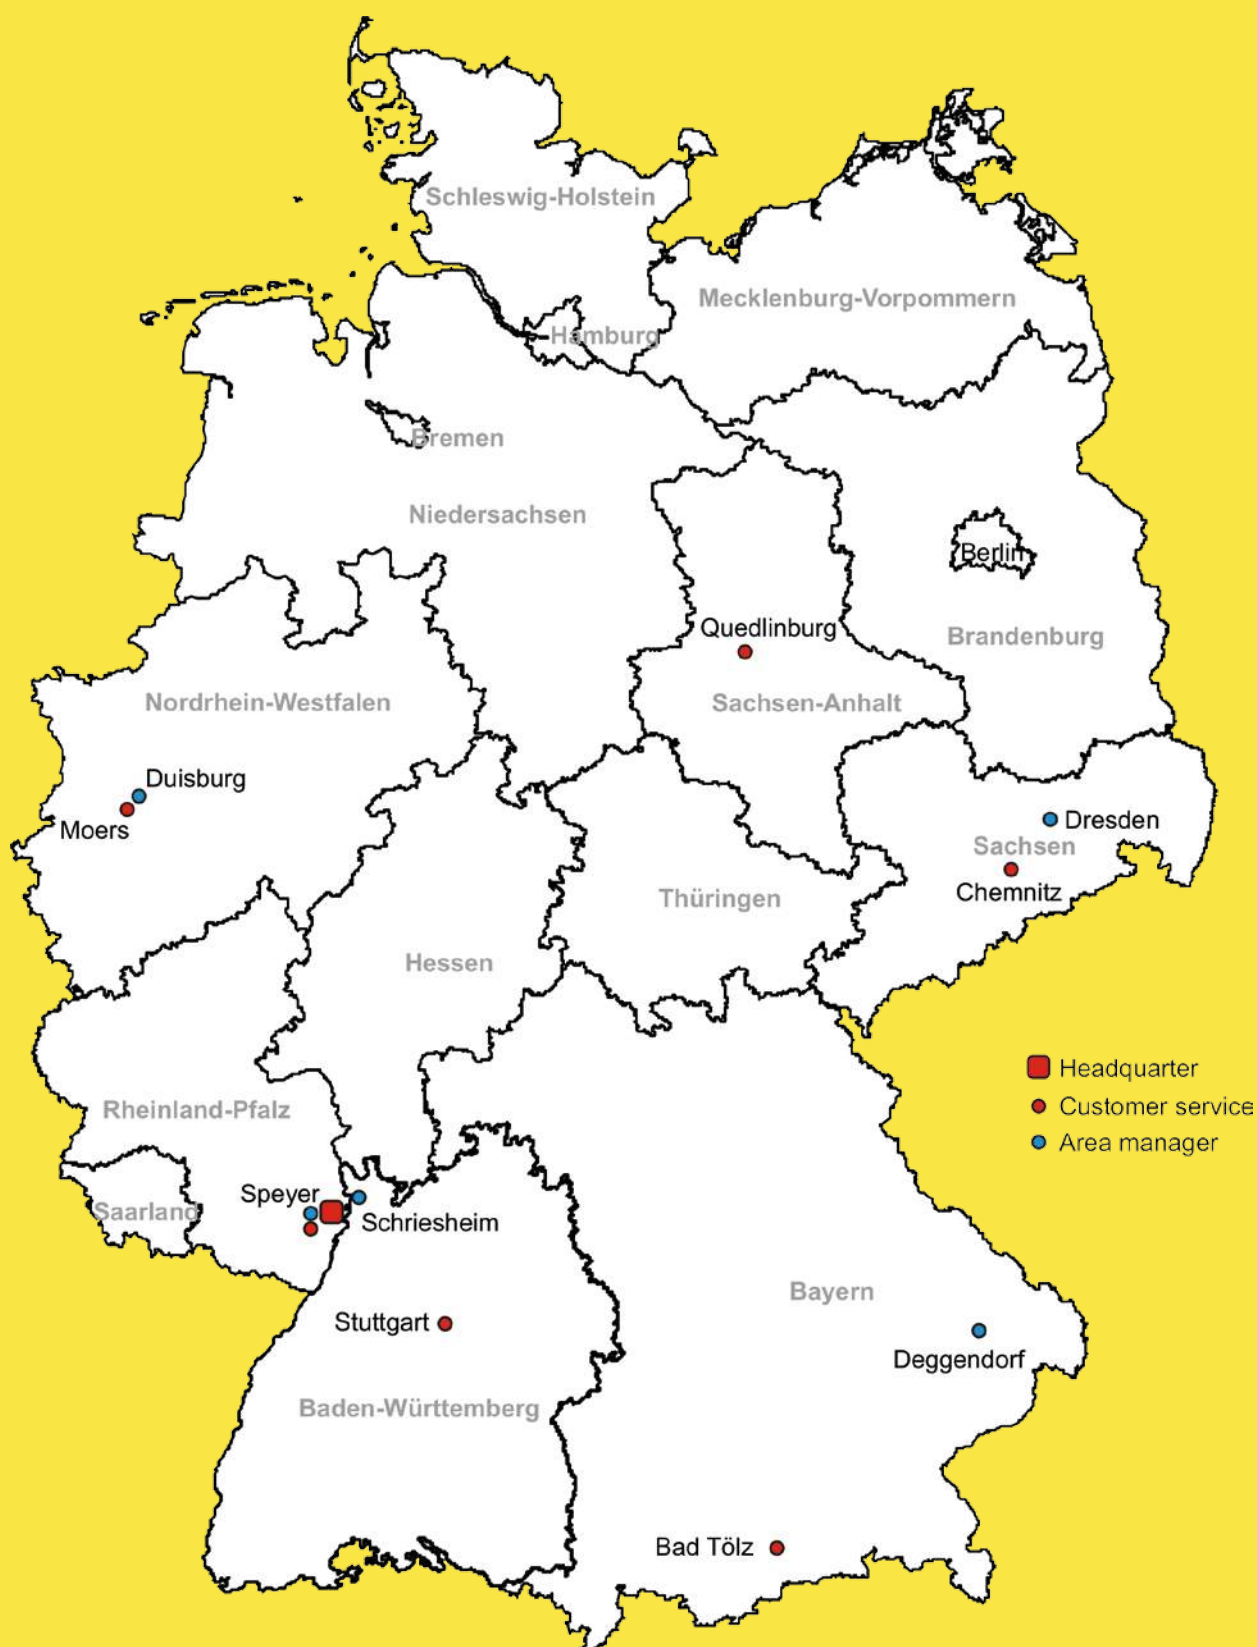 Schleswig-Holstein
Mecklenburg-Vorpommern
Hamburg
Bremen
Niedersachsen
Berlin
Quedlinburg
Brandenburg
Nordrhein-Westfalen
Sachsen-Anhalt
Duisburg
Moers
Dresden
Sachsen
Chemnitz
Thüringen
Hessen
Headquarter
Customer service
Area manager
Rheinland-Pfalz
Speyer
Saarland
Schriesheim
Bayern
Stuttgart
Deggendorf
Baden-Württemberg
Bad Tölz